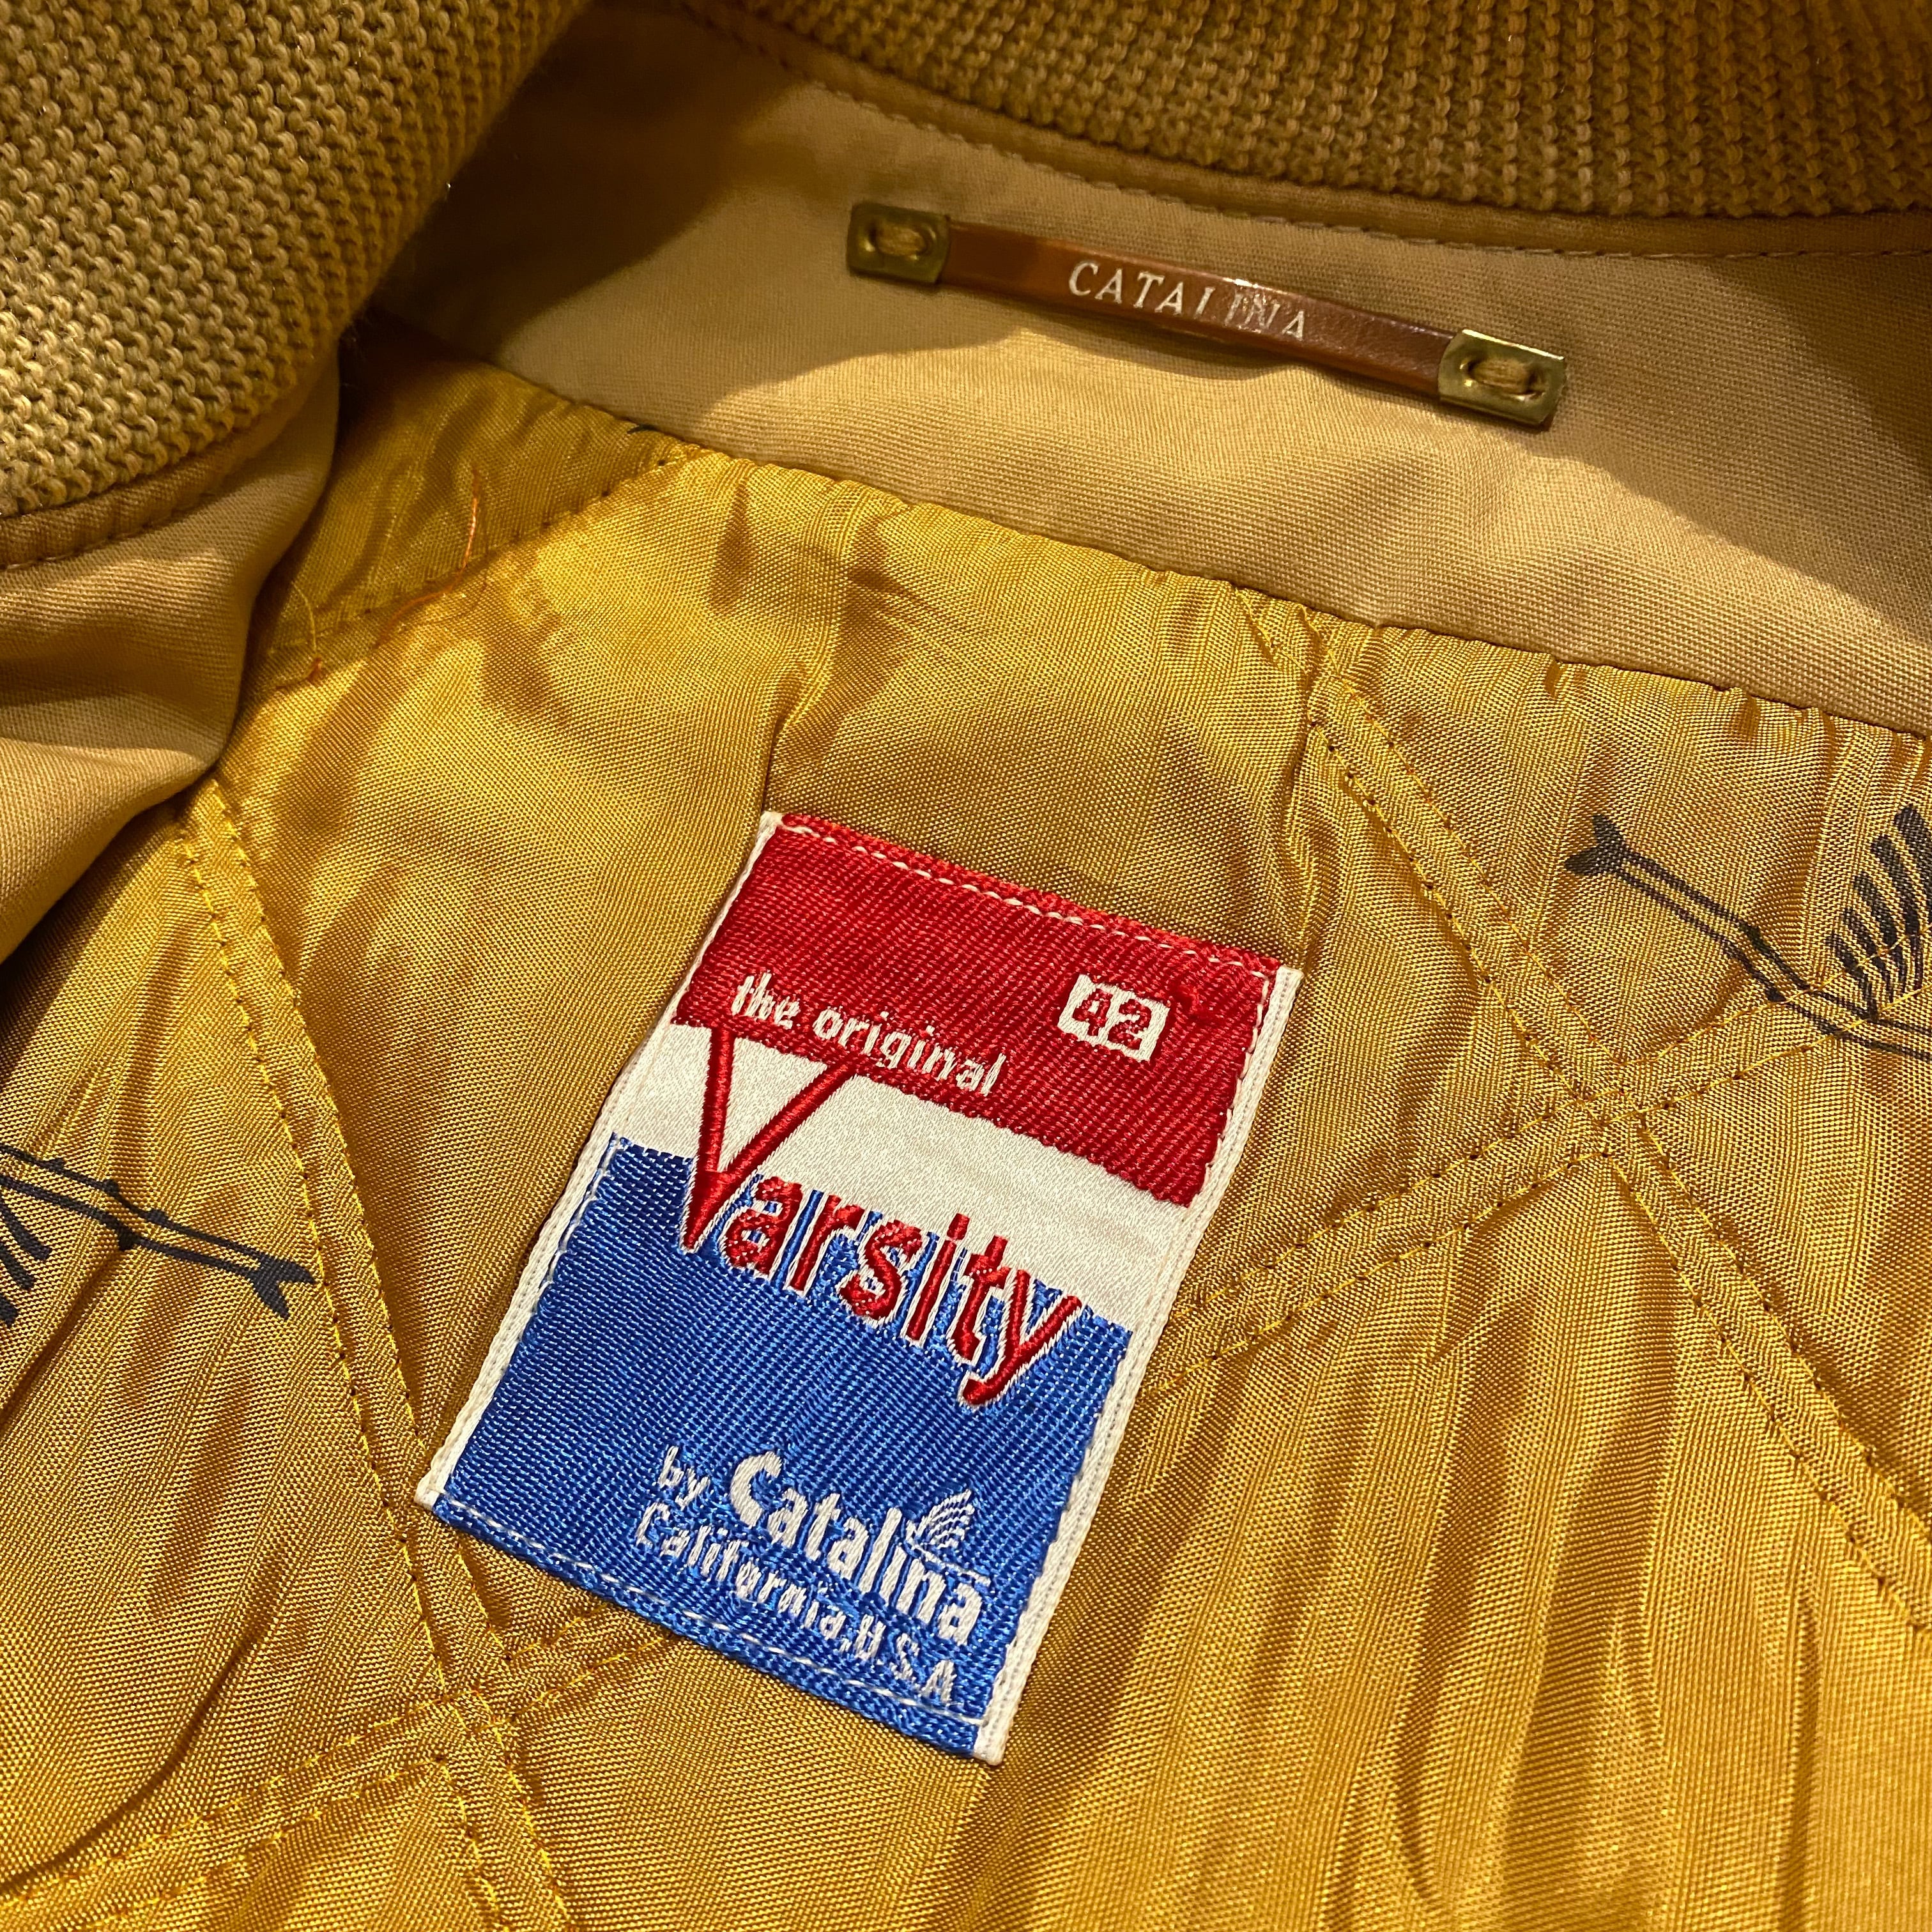 CATALINA
42
the original
Varsity
by Catalina
California, U.S.A.